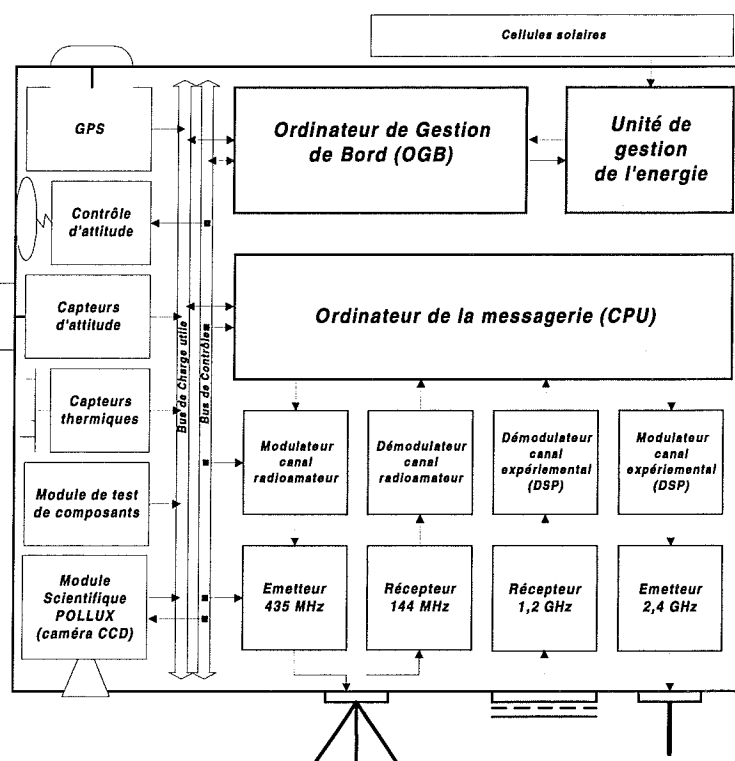 Cellules solaires
GPS
Ordinateur de Gestion
de Bord (OGB)
Unité de
gestion
de l'energie
Contrôle
d'attitude
Capteurs
d'attitude
Ordinateur de la messagerie (CPU)
Bus de Charge utile
Bus de Contrôles
Capteurs
thermiques
Modulateur
canal
radioamateur
Démodulateur
canal
radioamateur
Démodulateur
canal
expériemental
(DSP)
Modulateur
canal
expériemental
(DSP)
Module de test
de composants
Module
Scientifique
POLLUX
(caméra CCD)
Emetteur
435 MHz
Récepteur
144 MHz
Récepteur
1,2 GHz
Emetteur
2,4 GHz